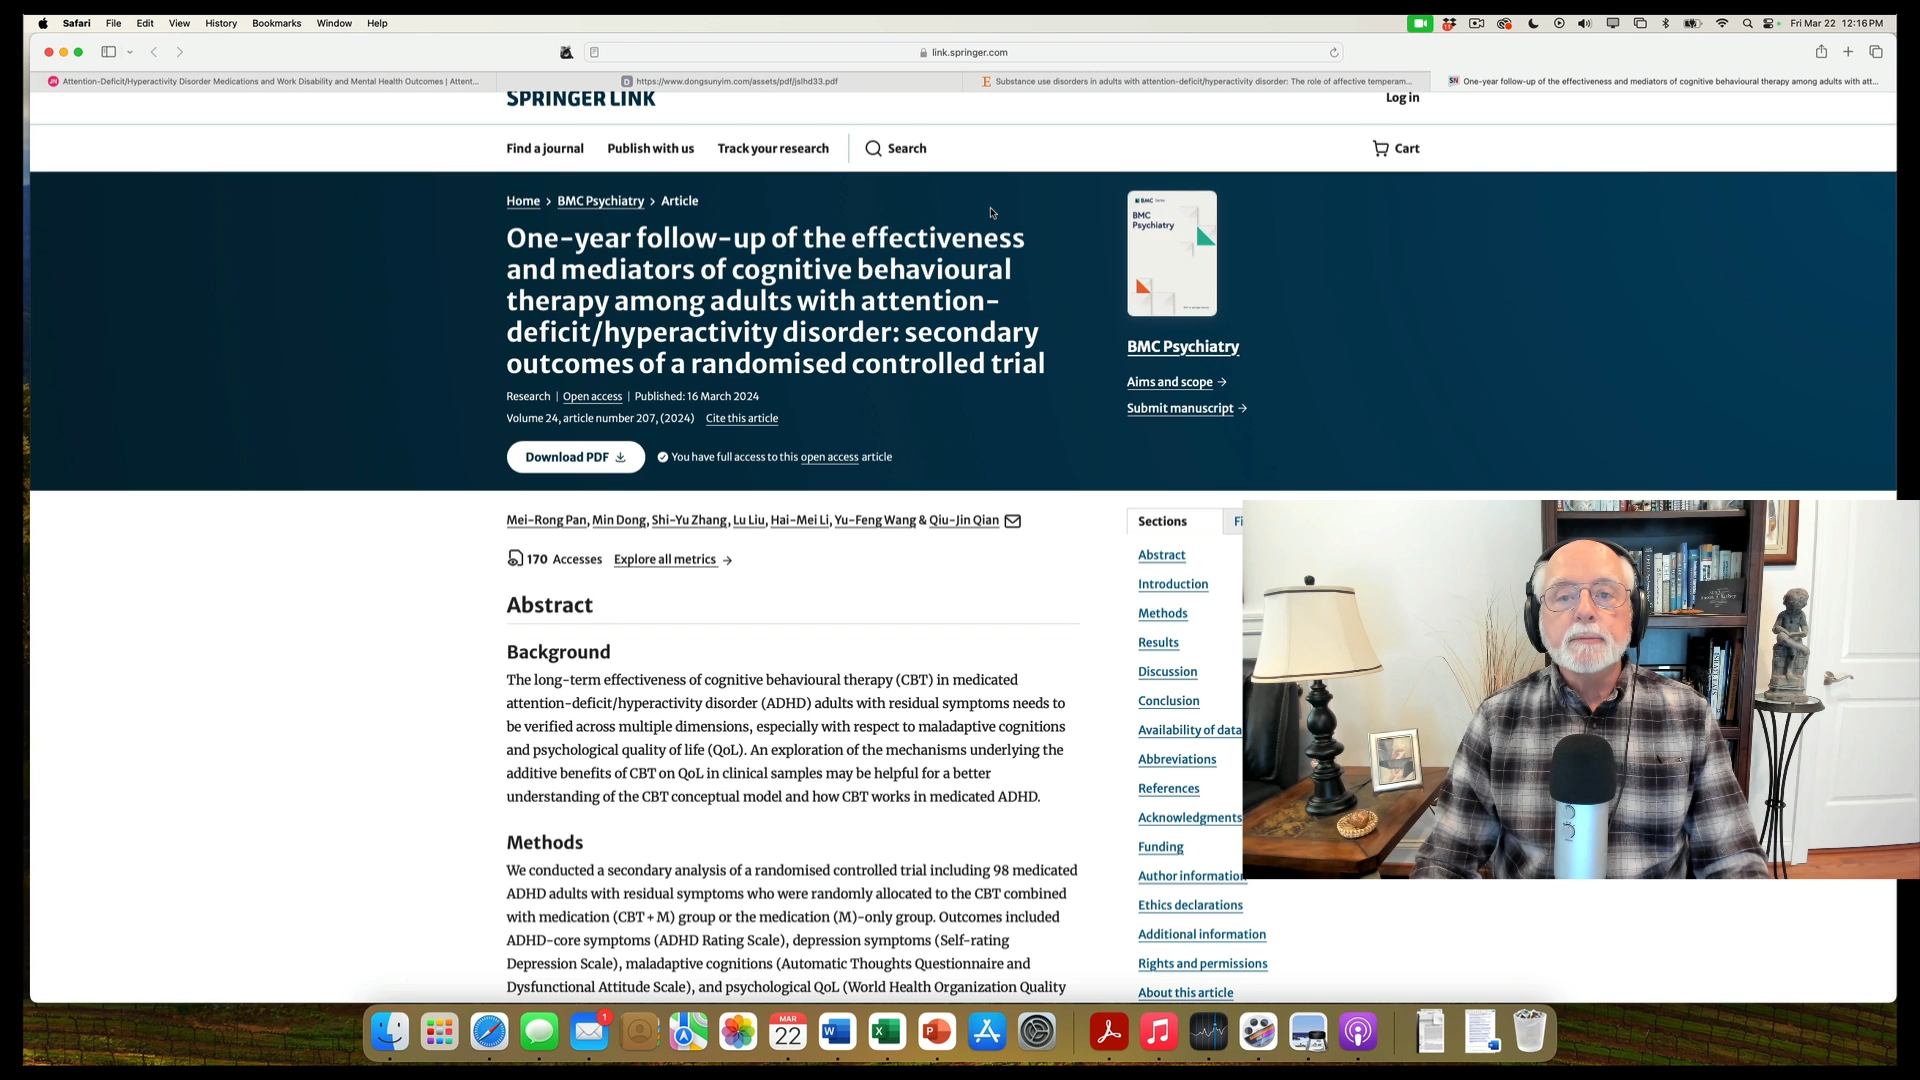 Safari File Edit View History Bookmarks Window Help Fri Mar 22 12:16 PM
link.springer.com
Attention-Deficit/Hyperactivity Disorder Medications and Work Disability and Mental Health Outcomes | Attent...
https://www.dongsunyim.com/assets/pdf/jslhd33.pdf
Substance use disorders in adults with attention-deficit/hyperactivity disorder: The role of affective temperam...
One-year follow-up of the effectiveness and mediators of cognitive behavioural therapy among adults with att...
SPRINGER LINK
Log in
Find a journal Publish with us Track your research Search
Cart
Home > BMC Psychiatry > Article
One-year follow-up of the effectiveness
and mediators of cognitive behavioural
therapy among adults with attention-
deficit/hyperactivity disorder: secondary
outcomes of a randomised controlled trial
Research | Open access | Published: 16 March 2024
Volume 24, article number 207, (2024) Cite this article
Download PDF
You have full access to this open access article
BMC
BMC
Psychiatry
BMC Psychiatry
Aims and scope →
Submit manuscript →
Mei-Rong Pan, Min Dong, Shi-Yu Zhang, Lu Liu, Hai-Mei Li, Yu-Feng Wang & Qiu-Jin Qian
170 Accesses Explore all metrics →
Abstract
Background
The long-term effectiveness of cognitive behavioural therapy (CBT) in medicated
attention-deficit/hyperactivity disorder (ADHD) adults with residual symptoms needs to
be verified across multiple dimensions, especially with respect to maladaptive cognitions
and psychological quality of life (QoL). An exploration of the mechanisms underlying the
additive benefits of CBT on QoL in clinical samples may be helpful for a better
understanding of the CBT conceptual model and how CBT works in medicated ADHD.
Methods
We conducted a secondary analysis of a randomised controlled trial including 98 medicated
ADHD adults with residual symptoms who were randomly allocated to the CBT combined
with medication (CBT + M) group or the medication (M)-only group. Outcomes included
ADHD-core symptoms (ADHD Rating Scale), depression symptoms (Self-rating
Depression Scale), maladaptive cognitions (Automatic Thoughts Questionnaire and
Dysfunctional Attitude Scale), and psychological QoL (World Health Organization Quality
Sections Fi
Abstract
Introduction
Methods
Results
Discussion
Conclusion
Availability of data
Abbreviations
References
Acknowledgments
Funding
Author information
Ethics declarations
Additional information
Rights and permissions
About this article
1
MAR
22
W
X
P